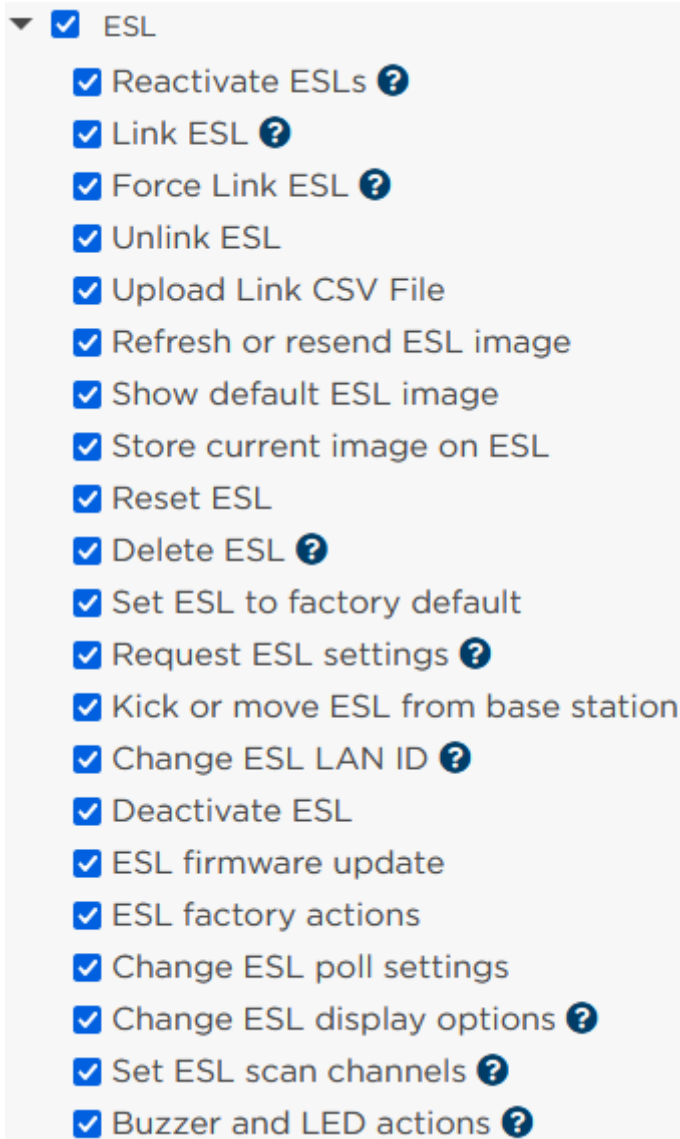 ESL
Reactivate ESLs ?
Link ESL ?
Force Link ESL ?
Unlink ESL
Upload Link CSV File
Refresh or resend ESL image
Show default ESL image
Store current image on ESL
Reset ESL
Delete ESL ?
Set ESL to factory default
Request ESL settings ?
Kick or move ESL from base station
Change ESL LAN ID ?
Deactivate ESL
ESL firmware update
ESL factory actions
Change ESL poll settings
Change ESL display options ?
Set ESL scan channels ?
Buzzer and LED actions ?